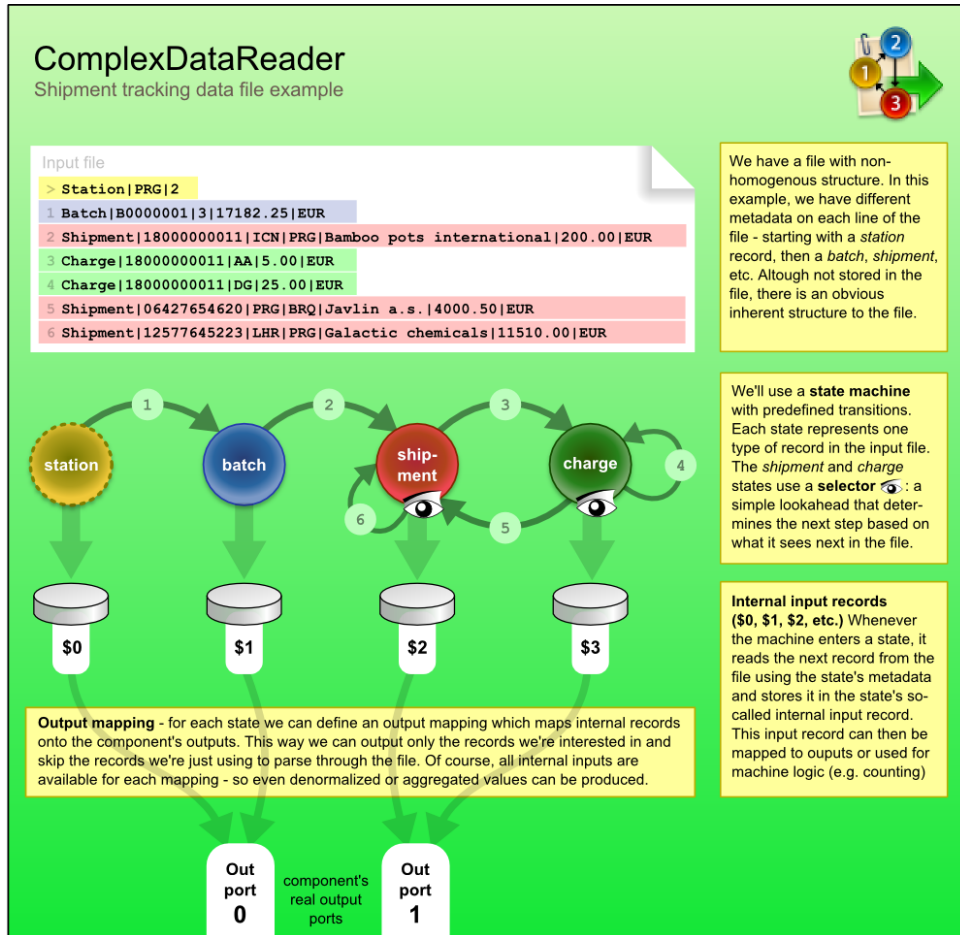 ComplexDataReader
Shipment tracking data file example
2
1
3
Input file
> Station|PRG|2
1 Batch|B0000001|3|17182.25|EUR
2 Shipment|18000000011|ICN|PRG|Bamboo pots international|200.00|EUR
3 Charge|18000000011|AA|5.00|EUR
4 Charge|18000000011|DG|25.00|EUR
5 Shipment|06427654620|PRG|BRQ|Javlin a.s.|4000.50|EUR
6 Shipment|12577645223|LHR|PRG|Galactic chemicals|11510.00|EUR
We have a file with non-
homogenous structure. In this
example, we have different
metadata on each line of the
file - starting with a station
record, then a batch, shipment,
etc. Altough not stored in the
file, there is an obvious
inherent structure to the file.
1
2
3
station
batch
ship-
ment
charge
4
6
5
We'll use a state machine
with predefined transitions.
Each state represents one
type of record in the input file.
The shipment and charge
states use a selector : a
simple lookahead that deter-
mines the next step based on
what it sees next in the file.
$0
$1
$2
$3
Internal input records
($0, $1, $2, etc.) Whenever
the machine enters a state, it
reads the next record from the
file using the state's metadata
and stores it in the state's so-
called internal input record.
This input record can then be
mapped to ouputs or used for
machine logic (e.g. counting)
Output mapping - for each state we can define an output mapping which maps internal records
onto the component's outputs. This way we can output only the records we're interested in and
skip the records we're just using to parse through the file. Of course, all internal inputs are
available for each mapping - so even denormalized or aggregated values can be produced.
Out
port
0
component's
real output
ports
Out
port
1